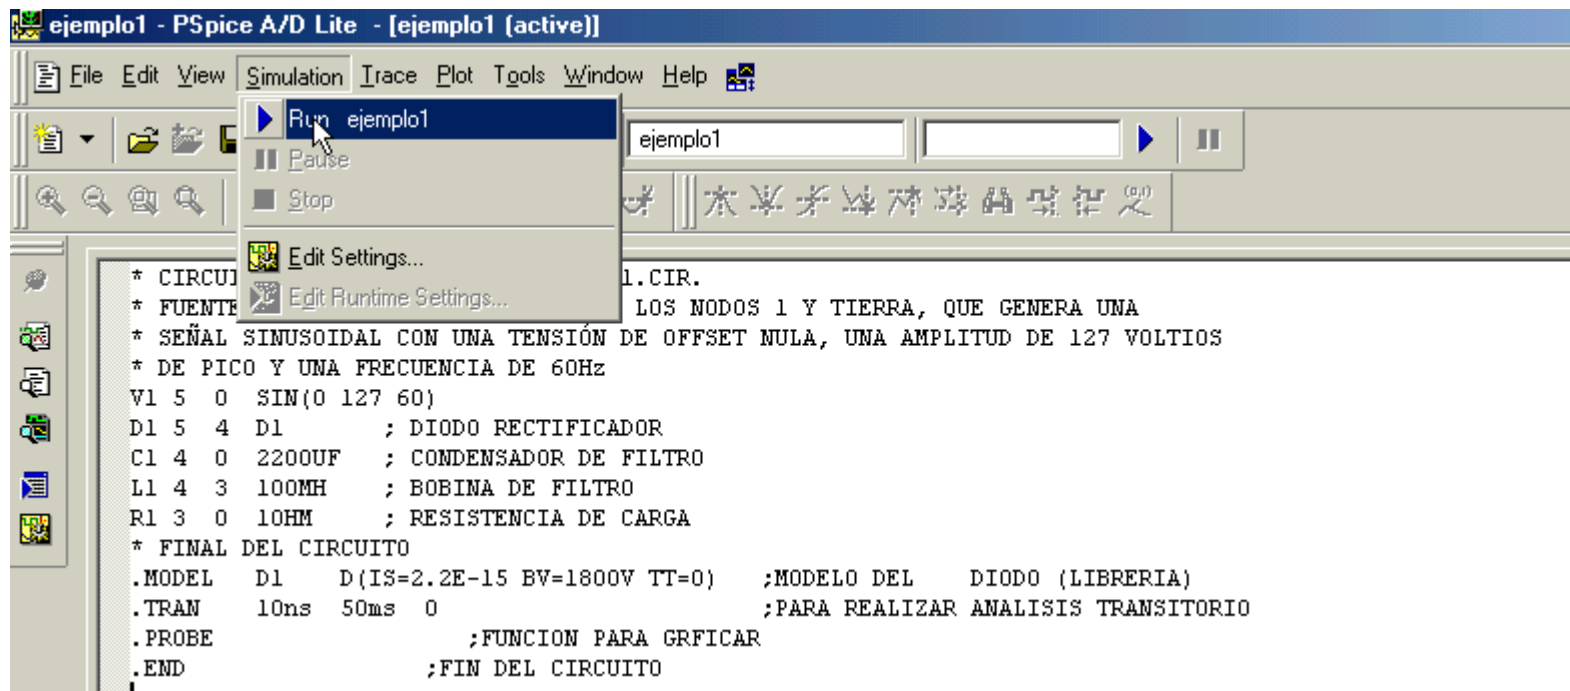 ejemplo1 - PSpice A/D Lite - [ejemplo1 (active)]
File Edit View Simulation Trace Plot Tools Window Help
Run ejemplo1
ejemplo1
Pause
Stop
Edit Settings...
Edit Runtime Settings...
* CIRCUI 1.CIR.
* FUENTE LOS NODOS 1 Y TIERRA, QUE GENERA UNA
* SEÑAL SINUSOIDAL CON UNA TENSIÓN DE OFFSET NULA, UNA AMPLITUD DE 127 VOLTIOS
* DE PICO Y UNA FRECUENCIA DE 60Hz
V1 5 0 SIN(0 127 60)
D1 5 4 D1 ; DIODO RECTIFICADOR
C1 4 0 2200UF ; CONDENSADOR DE FILTRO
L1 4 3 100MH ; BOBINA DE FILTRO
R1 3 0 10HM ; RESISTENCIA DE CARGA
* FINAL DEL CIRCUITO
.MODEL D1 D(IS=2.2E-15 BV=1800V TT=0) ;MODELO DEL DIODO (LIBRERIA)
.TRAN 10ns 50ms 0 ;PARA REALIZAR ANALISIS TRANSITORIO
.PROBE ;FUNCION PARA GRFICAR
.END ;FIN DEL CIRCUITO